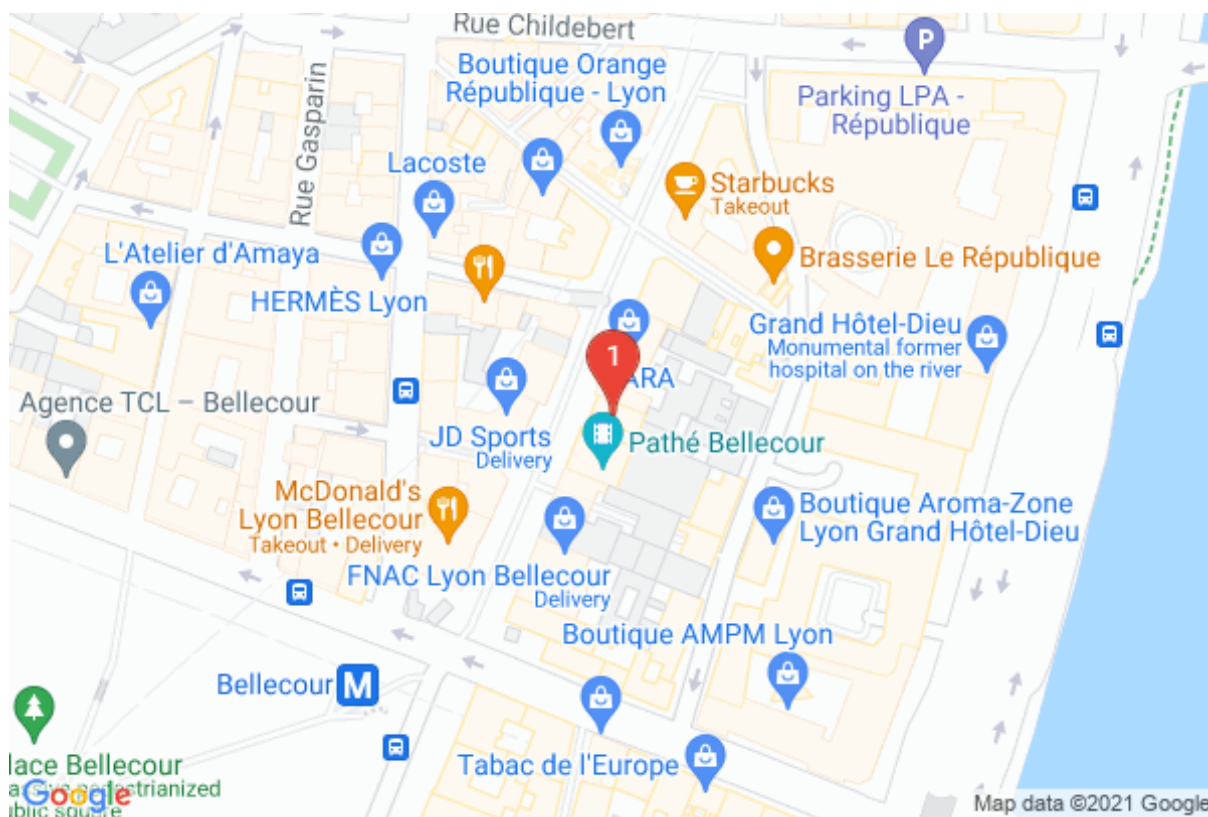 Rue Childebert
P
Boutique Orange
République - Lyon
Parking LPA -
République
Rue Gasparin
Lacoste
Starbucks
Takeout
L'Atelier d'Amaya
HERMÈS Lyon
Brasserie Le République
Grand Hôtel-Dieu
Monumental former
hospital on the river
1
Agence TCL – Bellecour
JD Sports
Delivery
Pathé Bellecour
McDonald's
Lyon Bellecour
Takeout • Delivery
Boutique Aroma-Zone
Lyon Grand Hôtel-Dieu
FNAC Lyon Bellecour
Delivery
Boutique AMPM Lyon
Bellecour M
lace Bellecour
Tabac de l'Europe
Google
Map data ©2021 Google